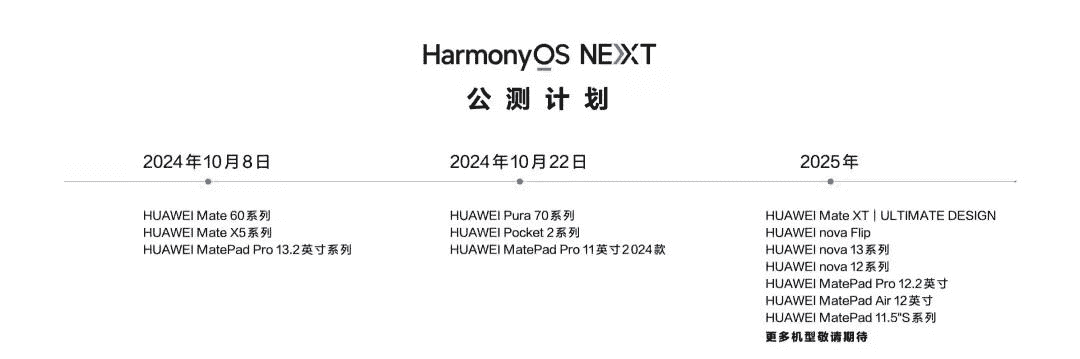 HarmonyOS NEXT
公测计划
2024年10月8日
HUAWEI Mate 60系列
HUAWEI Mate X5系列
HUAWEI MatePad Pro 13.2英寸系列
2024年10月22日
HUAWEI Pura 70系列
HUAWEI Pocket 2系列
HUAWEI MatePad Pro 11英寸2024款
2025年
HUAWEI Mate XT | ULTIMATE DESIGN
HUAWEI nova Flip
HUAWEI nova 13系列
HUAWEI nova 12系列
HUAWEI MatePad Pro 12.2英寸
HUAWEI MatePad Air 12英寸
HUAWEI MatePad 11.5"S系列
更多机型敬请期待